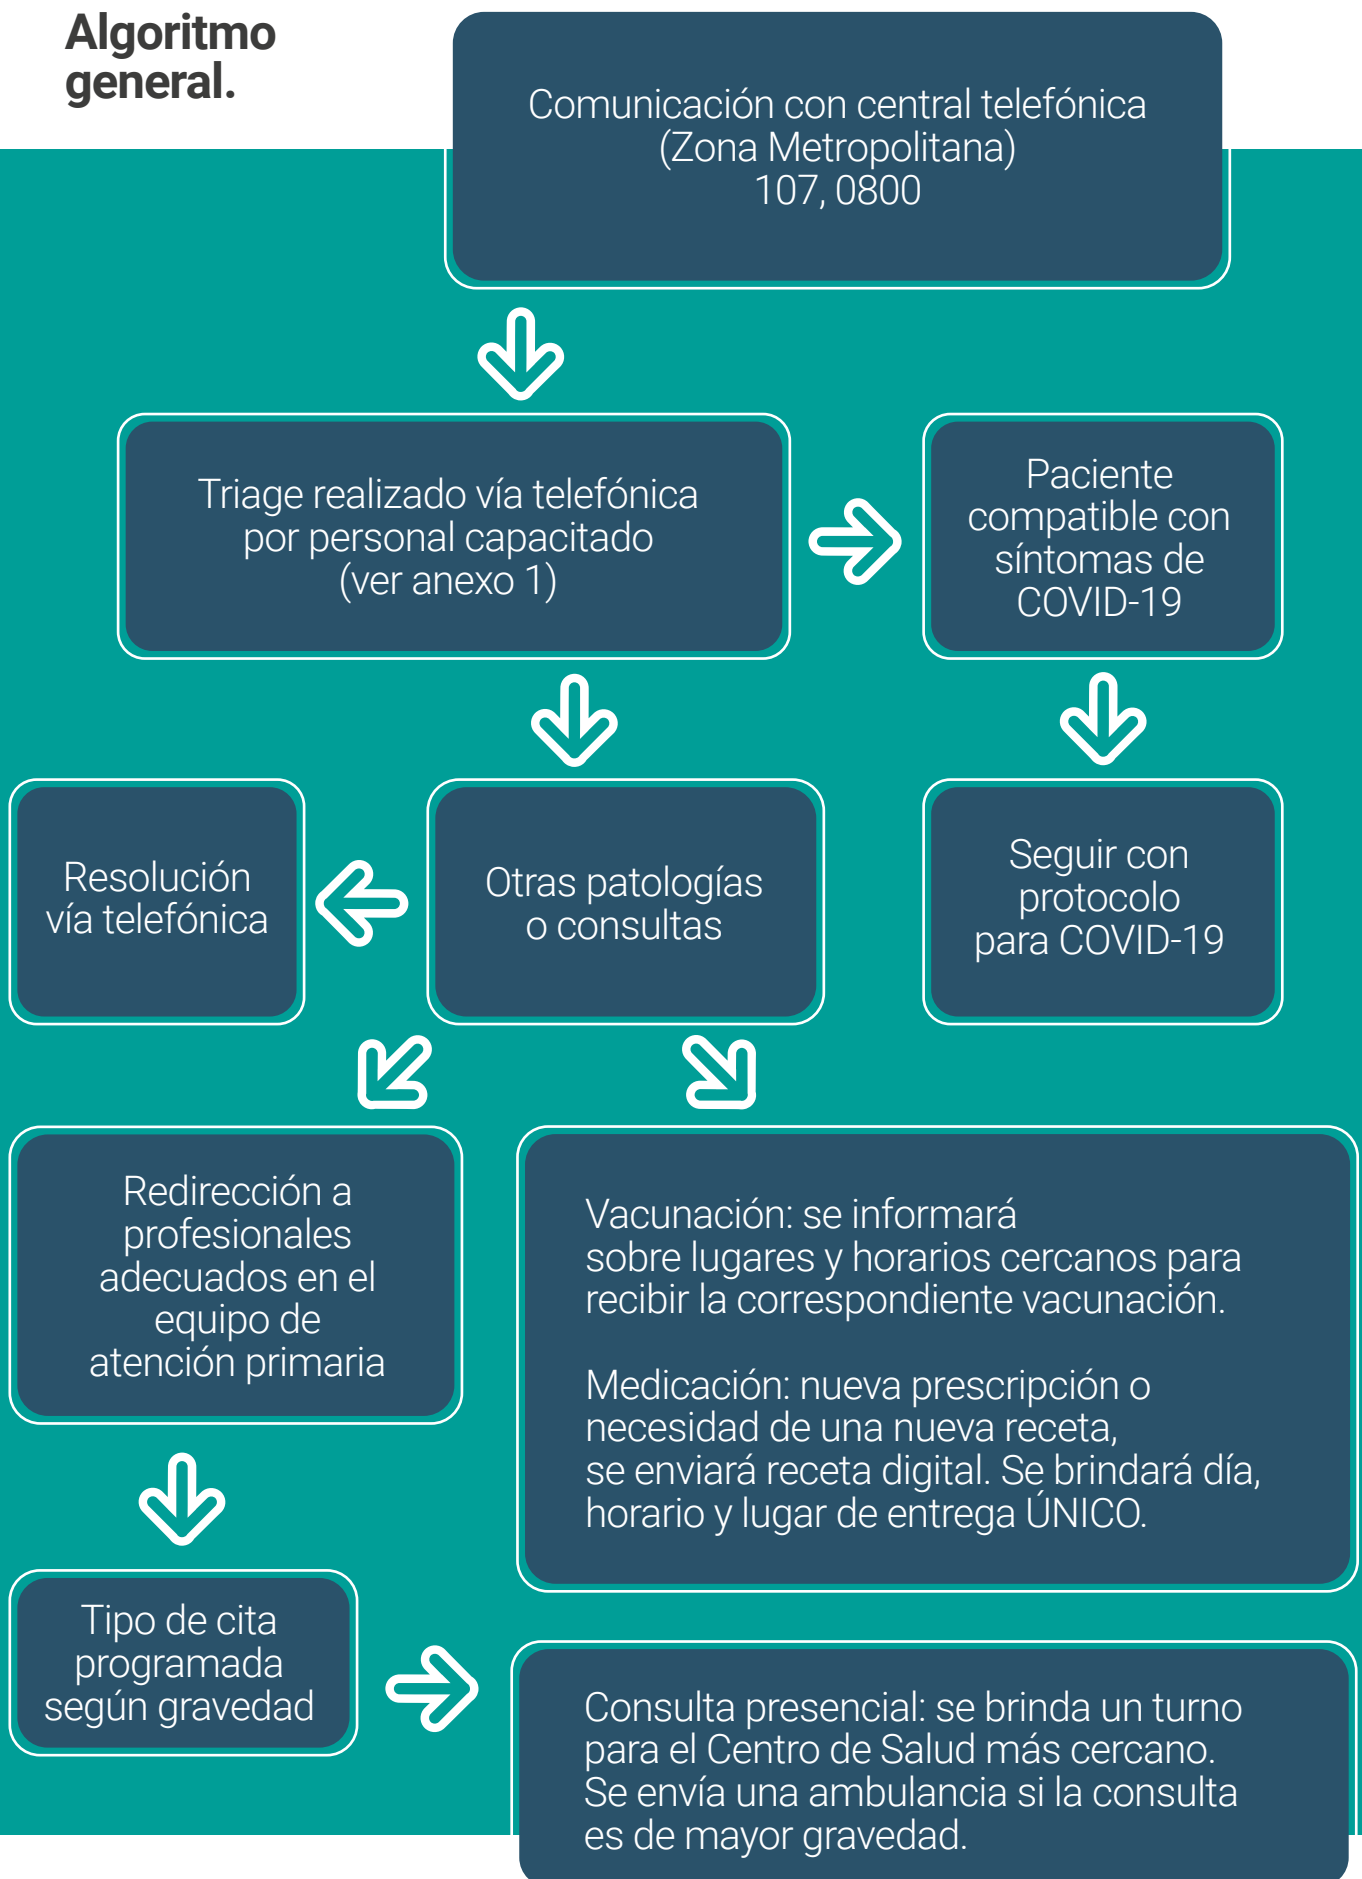 Algoritmo
general.
Comunicación con central telefónica
(Zona Metropolitana)
107, 0800
Triage realizado vía telefónica
por personal capacitado
(ver anexo 1)
Paciente
compatible con
síntomas de
COVID-19
Resolución
vía telefónica
Otras patologías
o consultas
Seguir con
protocolo
para COVID-19
Redirección a
profesionales
adecuados en el
equipo de
atención primaria
Vacunación: se informará
sobre lugares y horarios cercanos para
recibir la correspondiente vacunación.
Medicación: nueva prescripción o
necesidad de una nueva receta,
se enviará receta digital. Se brindará día,
horario y lugar de entrega ÚNICO.
Tipo de cita
programada
según gravedad
Consulta presencial: se brinda un turno
para el Centro de Salud más cercano.
Se envía una ambulancia si la consulta
es de mayor gravedad.